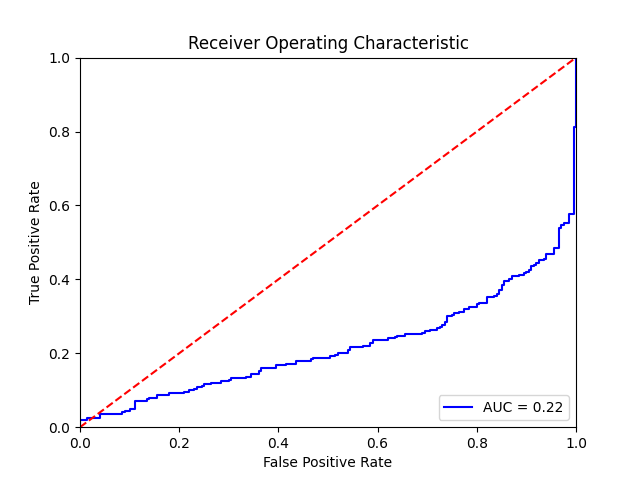 Receiver Operating Characteristic
True Positive Rate
1.0
0.8
0.6
0.4
0.2
0.0
AUC = 0.22
0.0 0.2 0.4 0.6 0.8 1.0
False Positive Rate